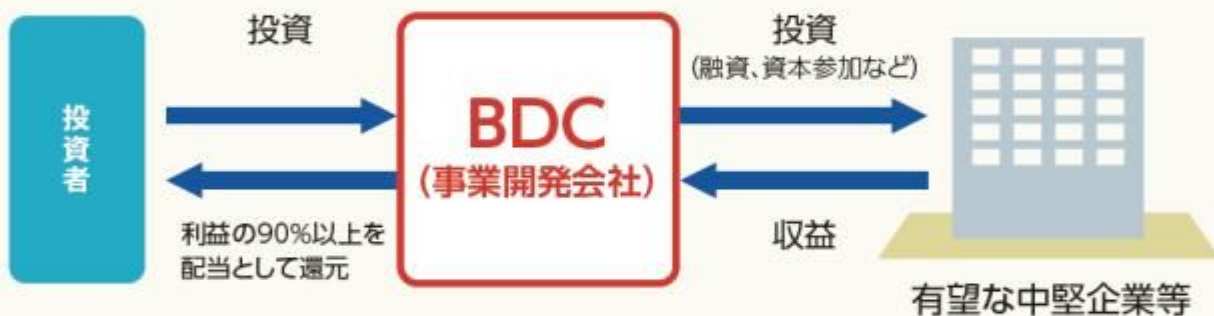 投資者
投資
利益の90%以上を
配当として還元
BDC
(事業開発会社)
投資
(融資、資本参加など)
収益
有望な中堅企業等